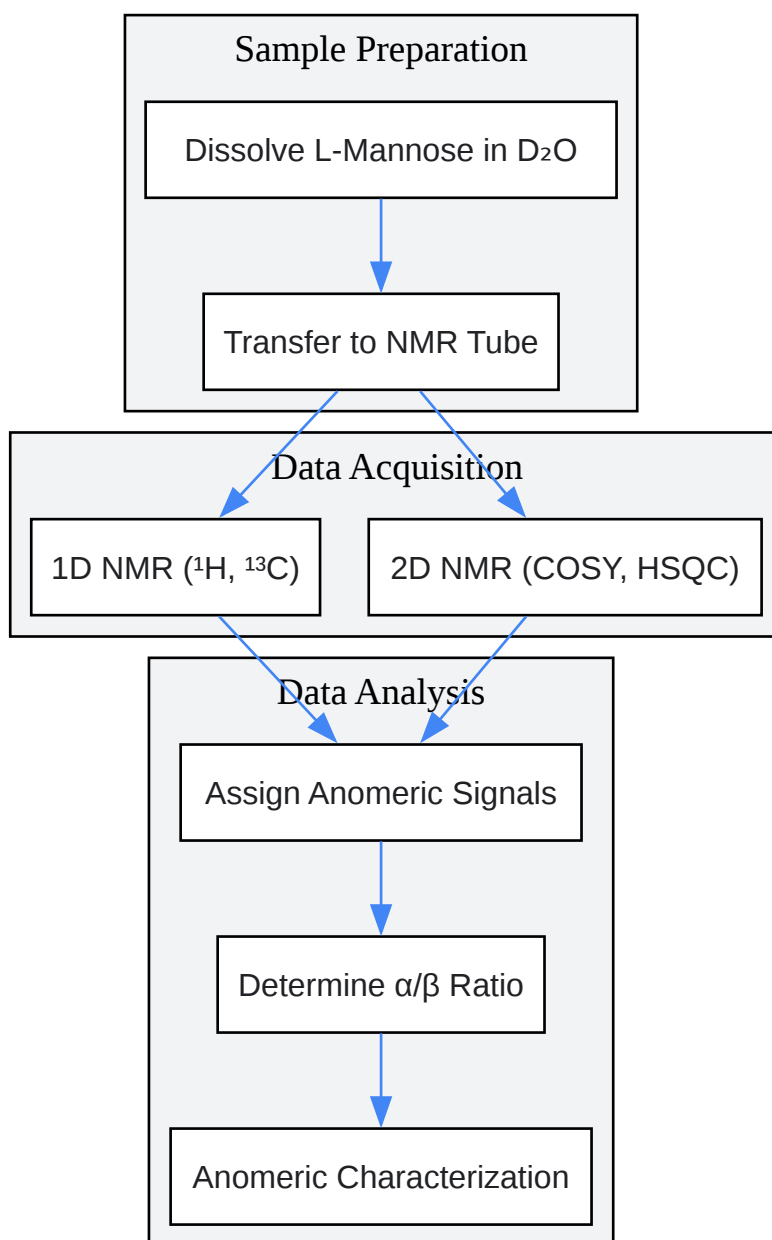 Sample Preparation
Dissolve L-Mannose in D₂O
Transfer to NMR Tube
Data Acquisition
1D NMR (¹H, ¹³C)
2D NMR (COSY, HSQC)
Data Analysis
Assign Anomeric Signals
Determine α/β Ratio
Anomeric Characterization